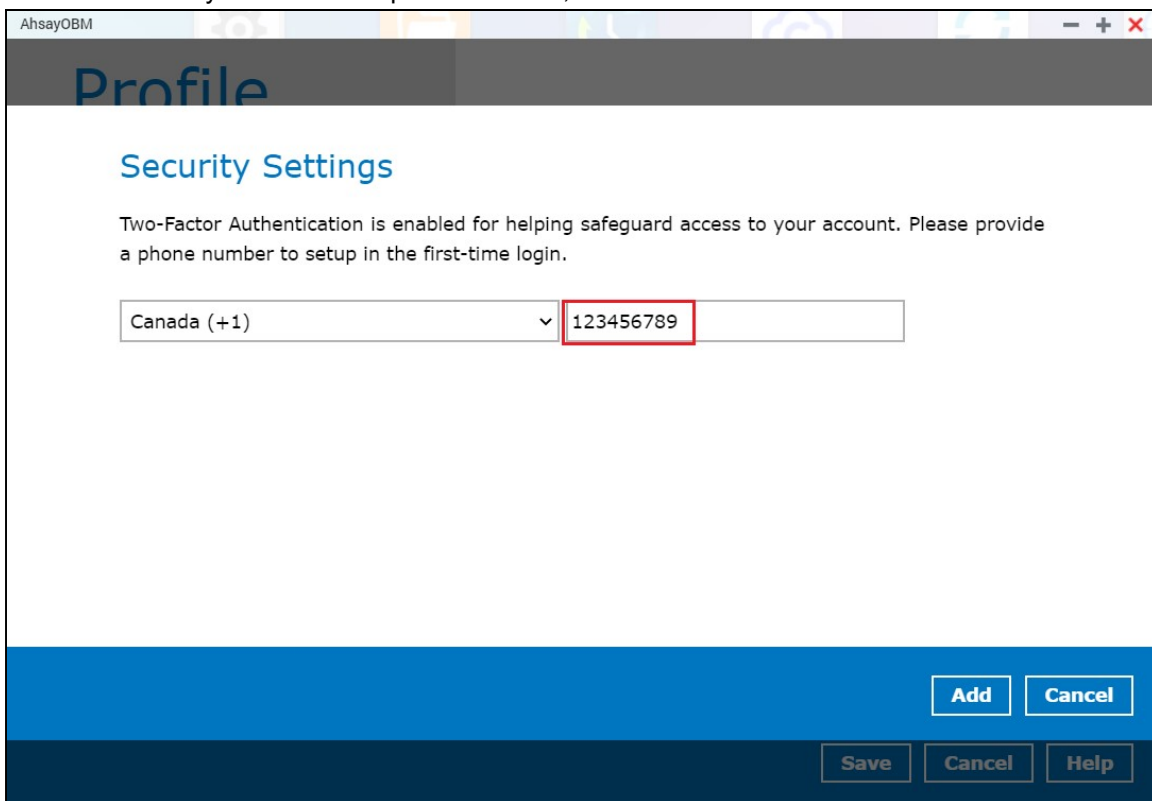 AhsayOBM
Profile
Security Settings
Two-Factor Authentication is enabled for helping safeguard access to your account. Please provide
a phone number to setup in the first-time login.
Canada (+1) 123456789
Add Cancel
Save Cancel Help